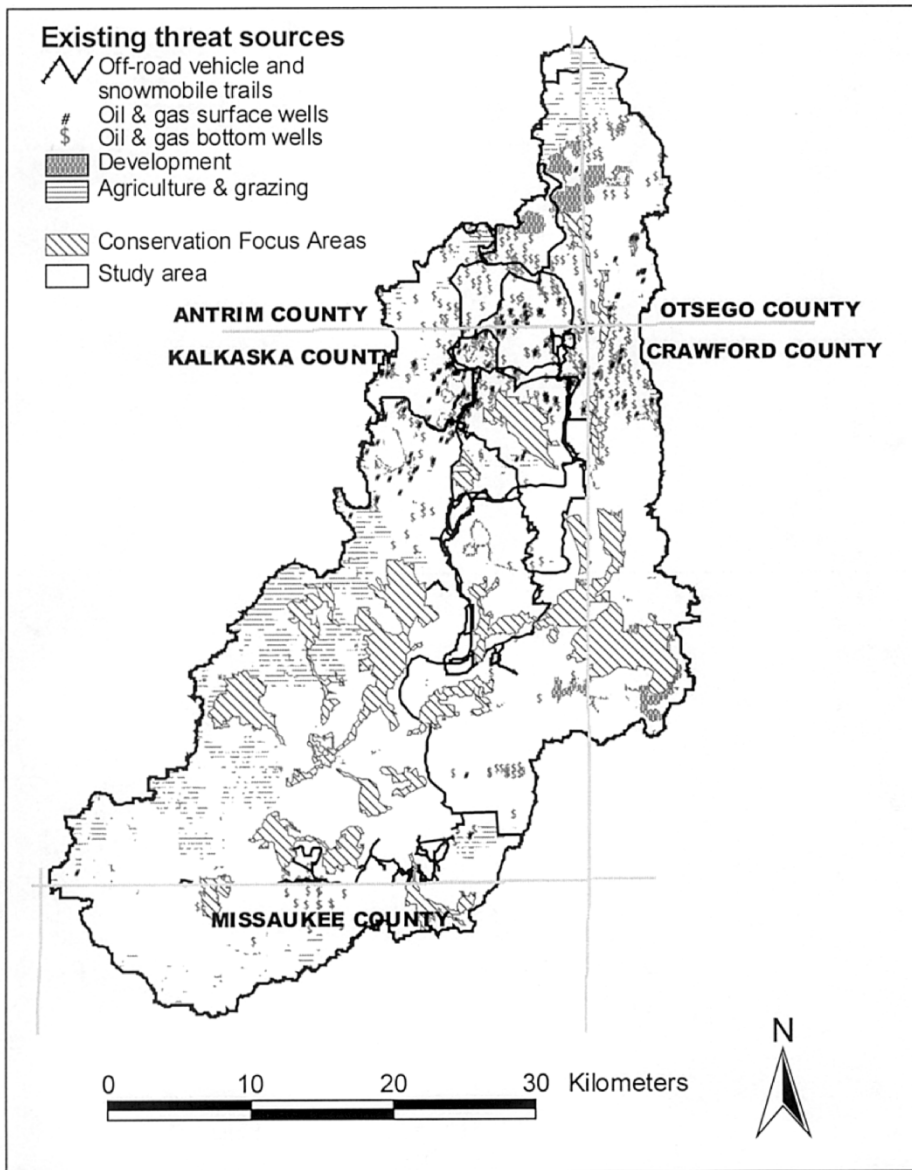 Existing threat sources
Off-road vehicle and
snowmobile trails
Oil & gas surface wells
Oil & gas bottom wells
Development
Agriculture & grazing
Conservation Focus Areas
Study area
ANTRIM COUNTY
OTSEGO COUNTY
KALKASKA COUNTY
CRAWFORD COUNTY
MISSAUKEE COUNTY
N
0 10 20 30 Kilometers